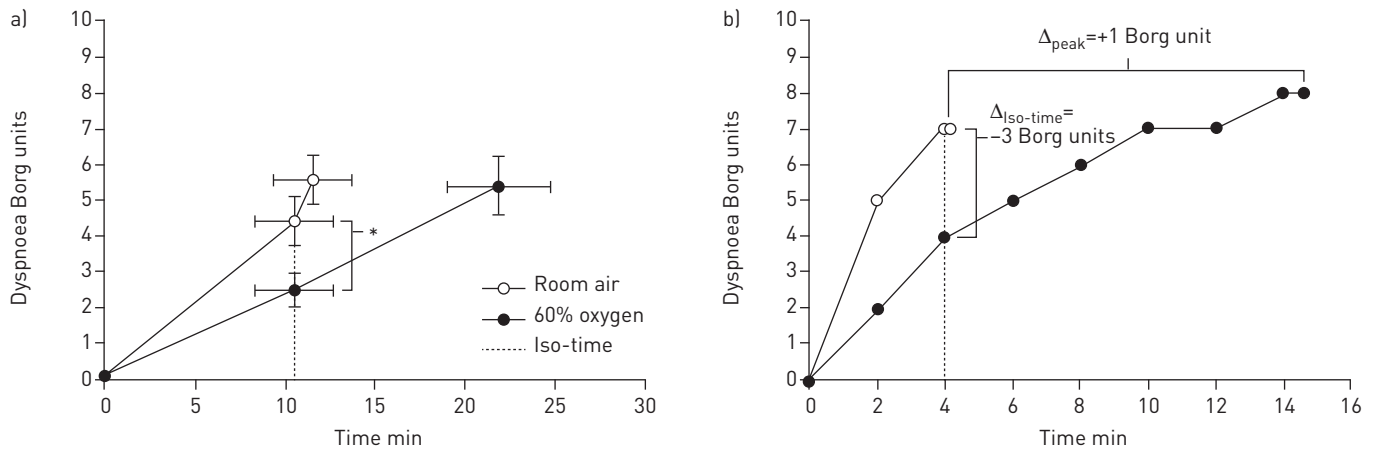 a)
10
9
8
7
6
5
4
3
2
1
0
Dyspnoea Borg units
*
Room air
60% oxygen
Iso-time
0 5 10 15 20 25 30
Time min
b)
10
9
8
7
6
5
4
3
2
1
0
Dyspnoea Borg units
Δpeak=+1 Borg unit
ΔIso-time=
–3 Borg units
0 2 4 6 8 10 12 14 16
Time min